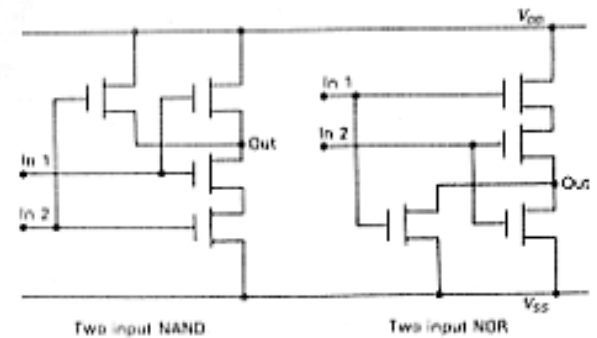 VDD
In 1
In 2
Out
In 1
In 2
Out
VSS
Two input NAND
Two input NOR